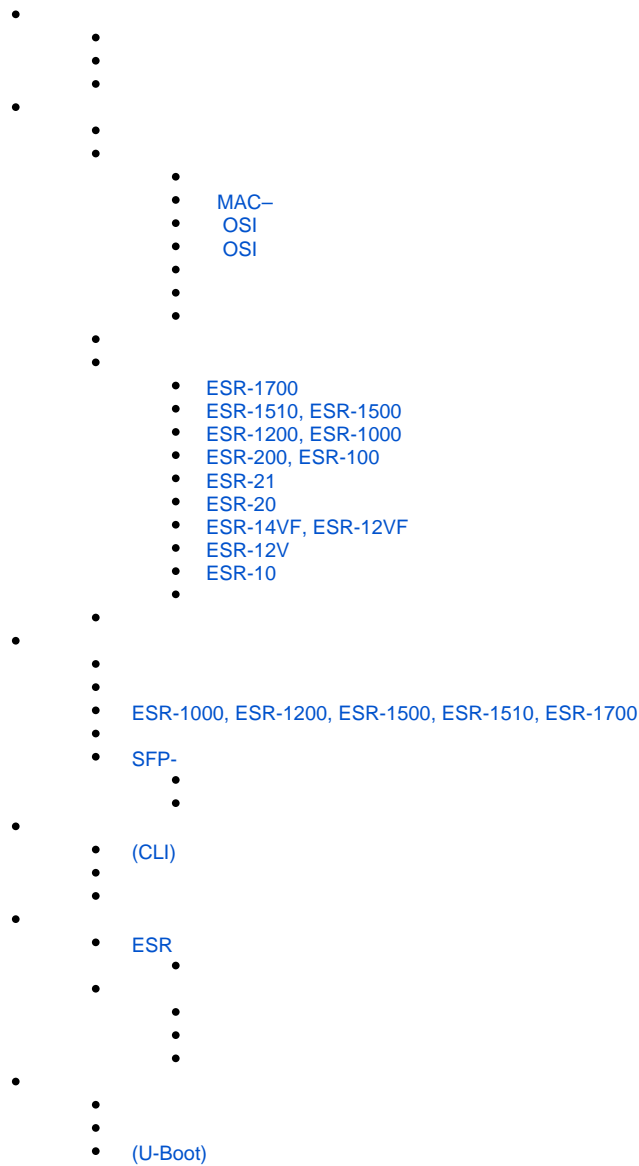 MAC–
OSI
OSI
ESR-1700
ESR-1510, ESR-1500
ESR-1200, ESR-1000
ESR-200, ESR-100
ESR-21
ESR-20
ESR-14VF, ESR-12VF
ESR-12V
ESR-10
ESR-1000, ESR-1200, ESR-1500, ESR-1510, ESR-1700
SFP-
(CLI)
ESR
(U-Boot)